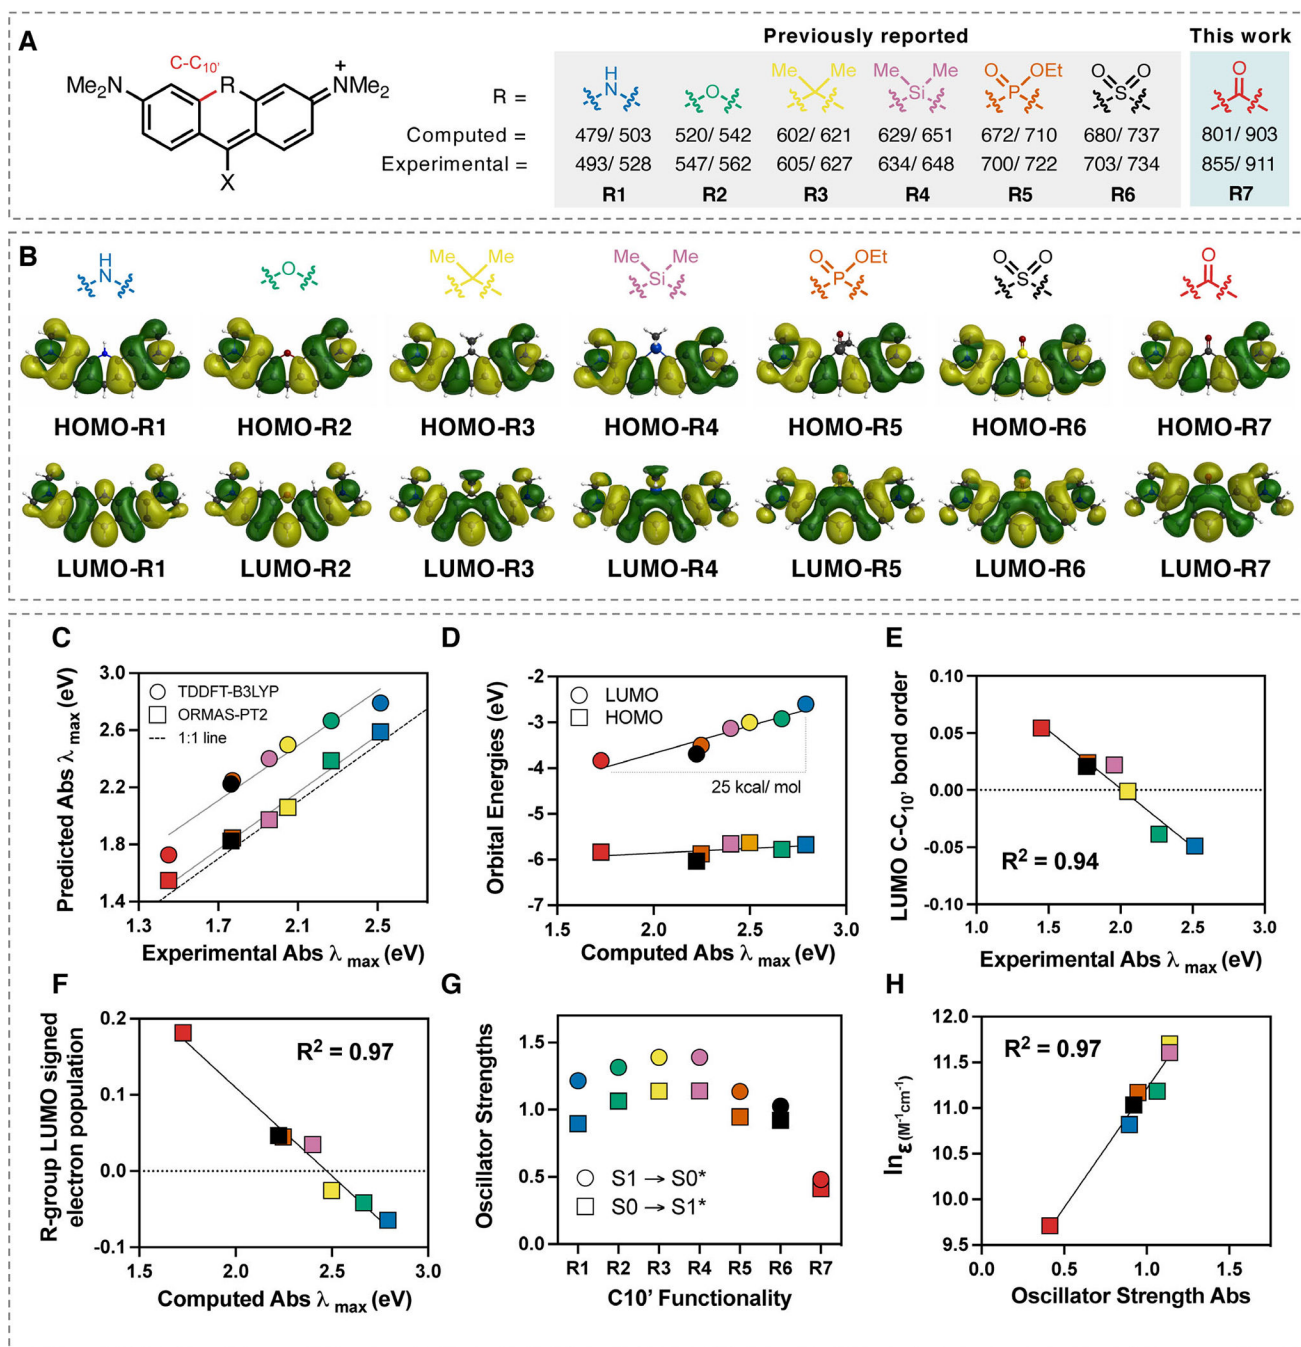 A
Previously reported
This work
C-C10'
Me2N
R
+
NMe2
X
R =
H
N
O
Me Me
Me Me
Si
O OEt
P
O O
S
O
Computed = 479/ 503 520/ 542 602/ 621 629/ 651 672/ 710 680/ 737 801/ 903
Experimental = 493/ 528 547/ 562 605/ 627 634/ 648 700/ 722 703/ 734 855/ 911
R1 R2 R3 R4 R5 R6 R7
B
H
N
O
Me Me
Me Me
Si
O OEt
P
O O
S
O
HOMO-R1 HOMO-R2 HOMO-R3 HOMO-R4 HOMO-R5 HOMO-R6 HOMO-R7
LUMO-R1 LUMO-R2 LUMO-R3 LUMO-R4 LUMO-R5 LUMO-R6 LUMO-R7
C
Predicted Abs λ max (eV)
3.0
2.6
2.2
1.8
1.4
TDDFT-B3LYP
ORMAS-PT2
1:1 line
1.3 1.7 2.1 2.5
Experimental Abs λ max (eV)
D
Orbital Energies (eV)
-2
-3
-4
-5
-6
-7
LUMO
HOMO
25 kcal/ mol
1.5 2.0 2.5 3.0
Computed Abs λ max (eV)
E
LUMO C-C10' bond order
0.10
0.05
0.00
-0.05
-0.10
R2 = 0.94
1.0 1.5 2.0 2.5 3.0
Experimental Abs λ max (eV)
F
R-group LUMO signed
electron population
0.2
0.1
0.0
-0.1
R2 = 0.97
1.5 2.0 2.5 3.0
Computed Abs λ max (eV)
G
Oscillator Strengths
1.5
1.0
0.5
0.0
S1 → S0*
S0 → S1*
R1 R2 R3 R4 R5 R6 R7
C10' Functionality
H
lnε (M-1cm-1)
12.0
11.5
11.0
10.5
10.0
9.5
R2 = 0.97
0.0 0.5 1.0 1.5
Oscillator Strength Abs